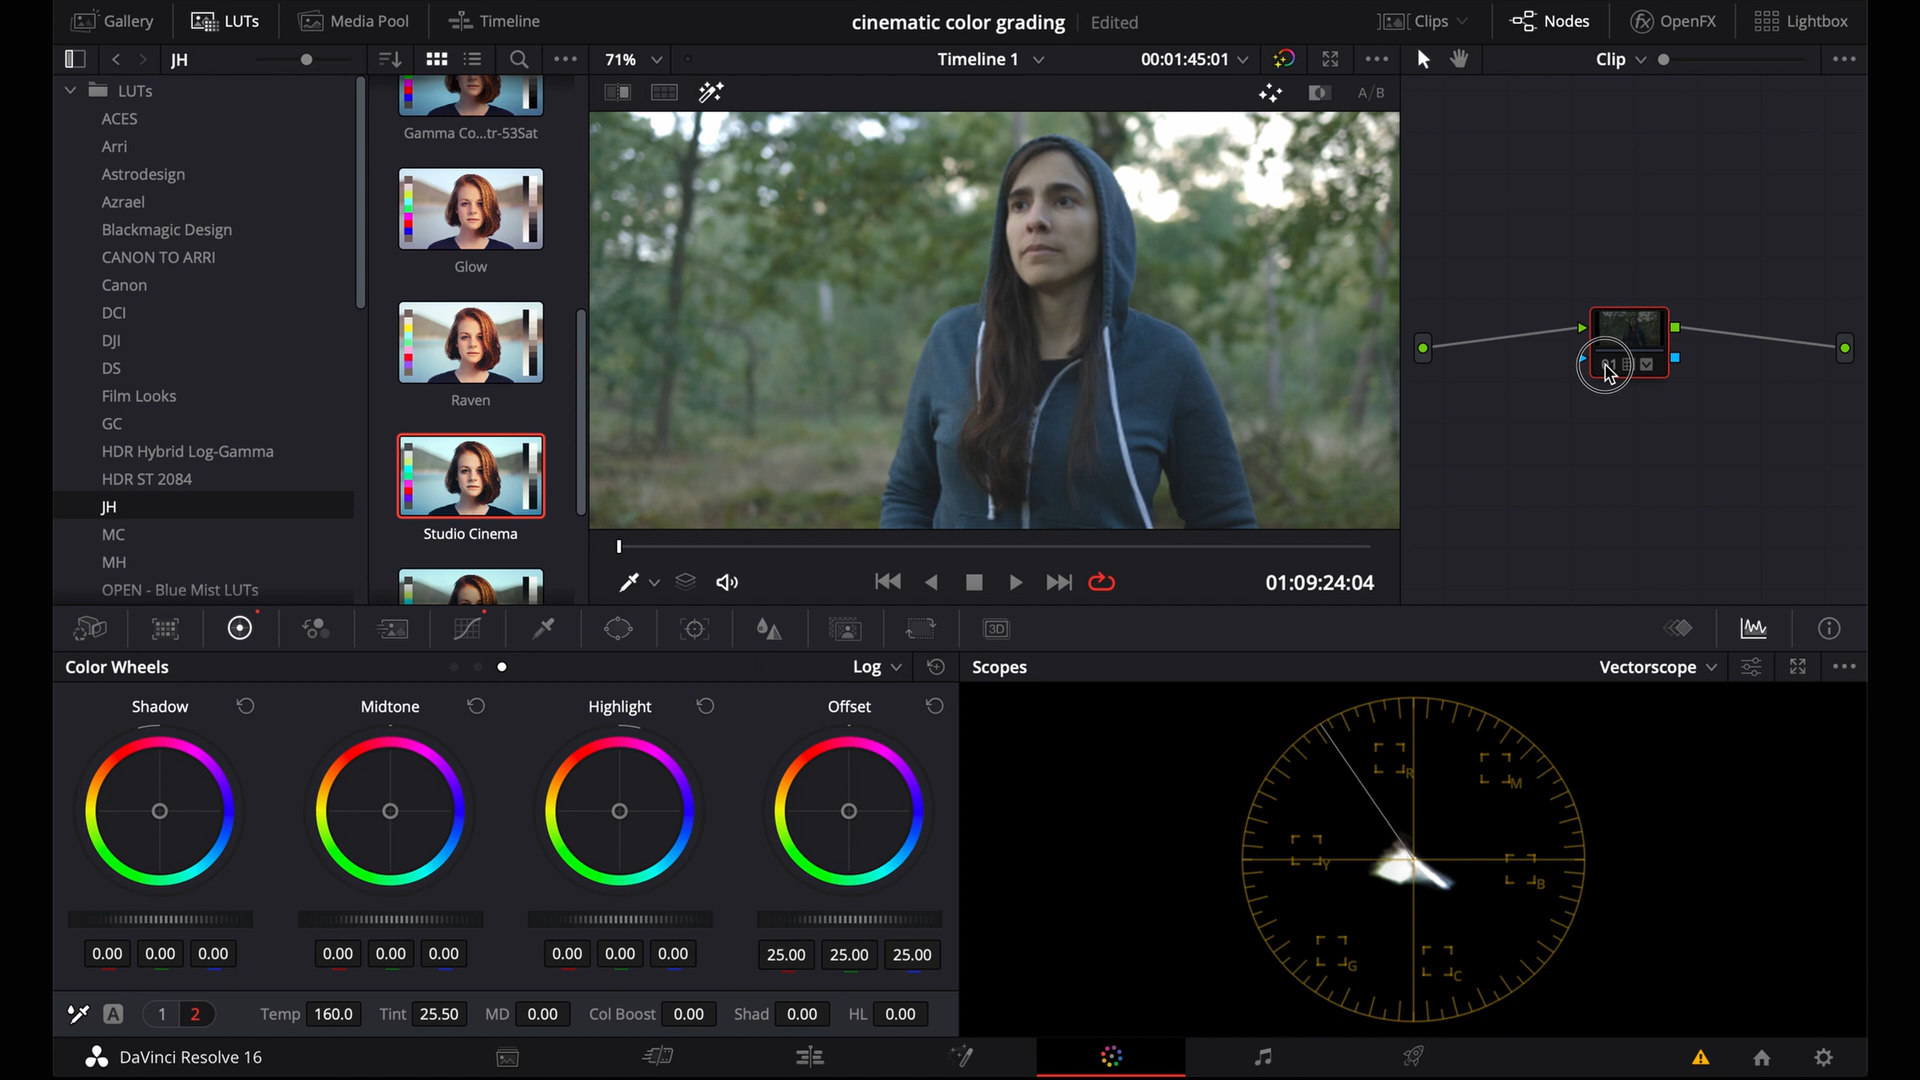 Gallery LUTs Media Pool Timeline cinematic color grading Edited Clips Nodes OpenFX Lightbox
JH 71% Timeline 1 00:01:45:01 Clip
A/B
LUTs
ACES
Arri
Astrodesign
Azrael
Blackmagic Design
CANON TO ARRI
Canon
DCI
DJI
DS
Film Looks
GC
HDR Hybrid Log-Gamma
HDR ST 2084
JH
MC
MH
OPEN - Blue Mist LUTs
Gamma Co...tr-53Sat
Glow
Raven
Studio Cinema
01
01:09:24:04
3D
Color Wheels Log
Shadow Midtone Highlight Offset
0.00 0.00 0.00 0.00 0.00 0.00 0.00 0.00 0.00 25.00 25.00 25.00
A 1 2 Temp 160.0 Tint 25.50 MD 0.00 Col Boost 0.00 Shad 0.00 HL 0.00
Scopes Vectorscope
R
M
Y
B
G
C
DaVinci Resolve 16